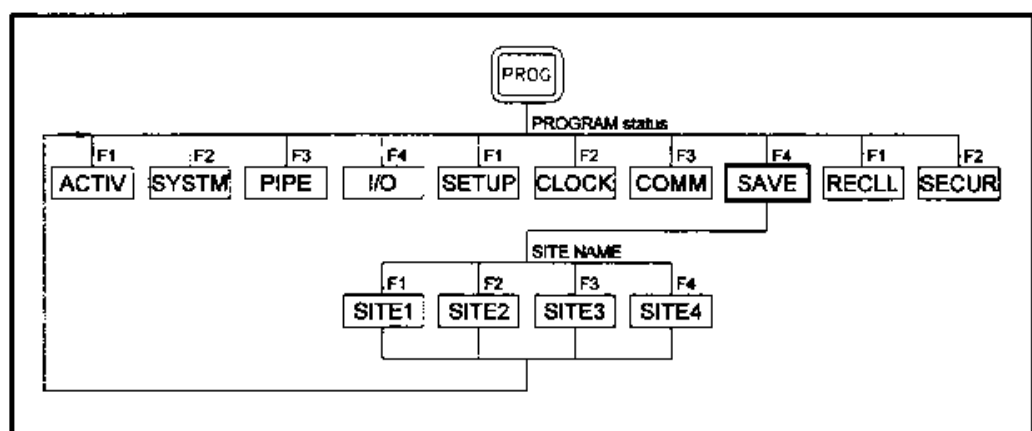 PROG
PROGRAM status
F1 F2 F3 F4 F1 F2 F3 F4 F1 F2
ACTIV SYSTM PIPE I/O SETUP CLOCK COMM SAVE RECLL SECUR
SITE NAME
F1 F2 F3 F4
SITE1 SITE2 SITE3 SITE4